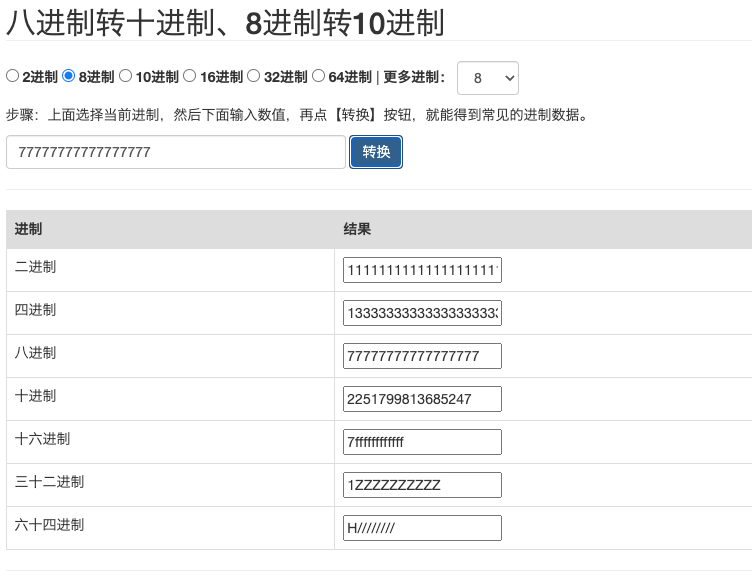 八进制转十进制、8进制转10进制
2进制 8进制 10进制 16进制 32进制 64进制 | 更多进制： 8
步骤：上面选择当前进制，然后下面输入数值，再点【转换】按钮，就能得到常见的进制数据。
77777777777777777 转换
进制 结果
二进制 11111111111111111111
四进制 133333333333333333333
八进制 77777777777777777
十进制 2251799813685247
十六进制 7ffffffffffff
三十二进制 1ZZZZZZZZZZ
六十四进制 H////////